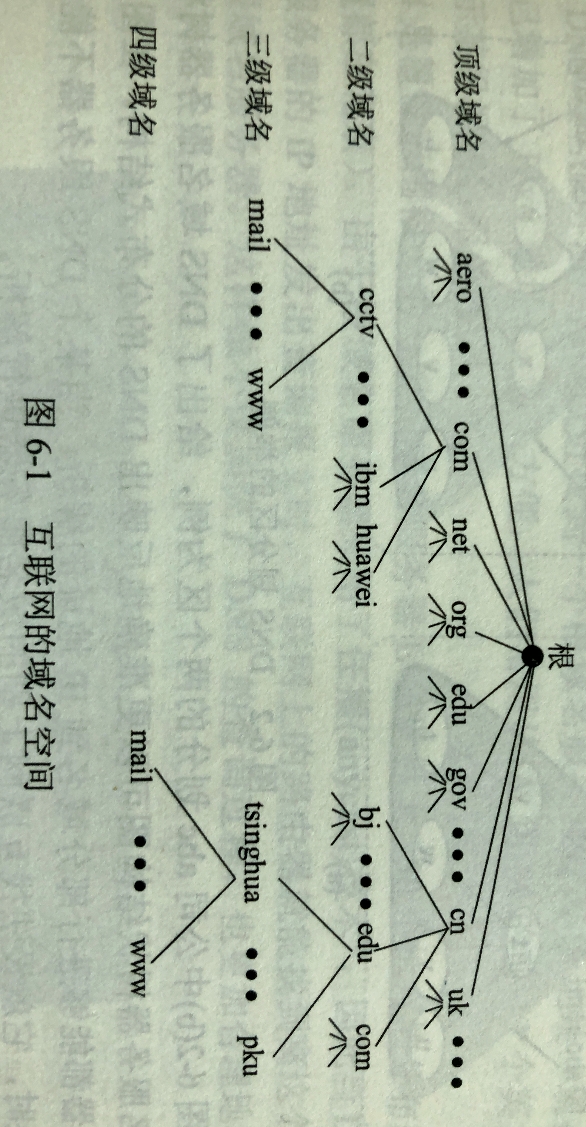 根
顶级域名 aero ••• com net org edu gov ••• cn uk •••
二级域名 cctv ••• ibm huawei bj ••• edu com
三级域名 mail ••• www tsinghua ••• pku
四级域名 mail ••• www
图 6-1 互联网的域名空间